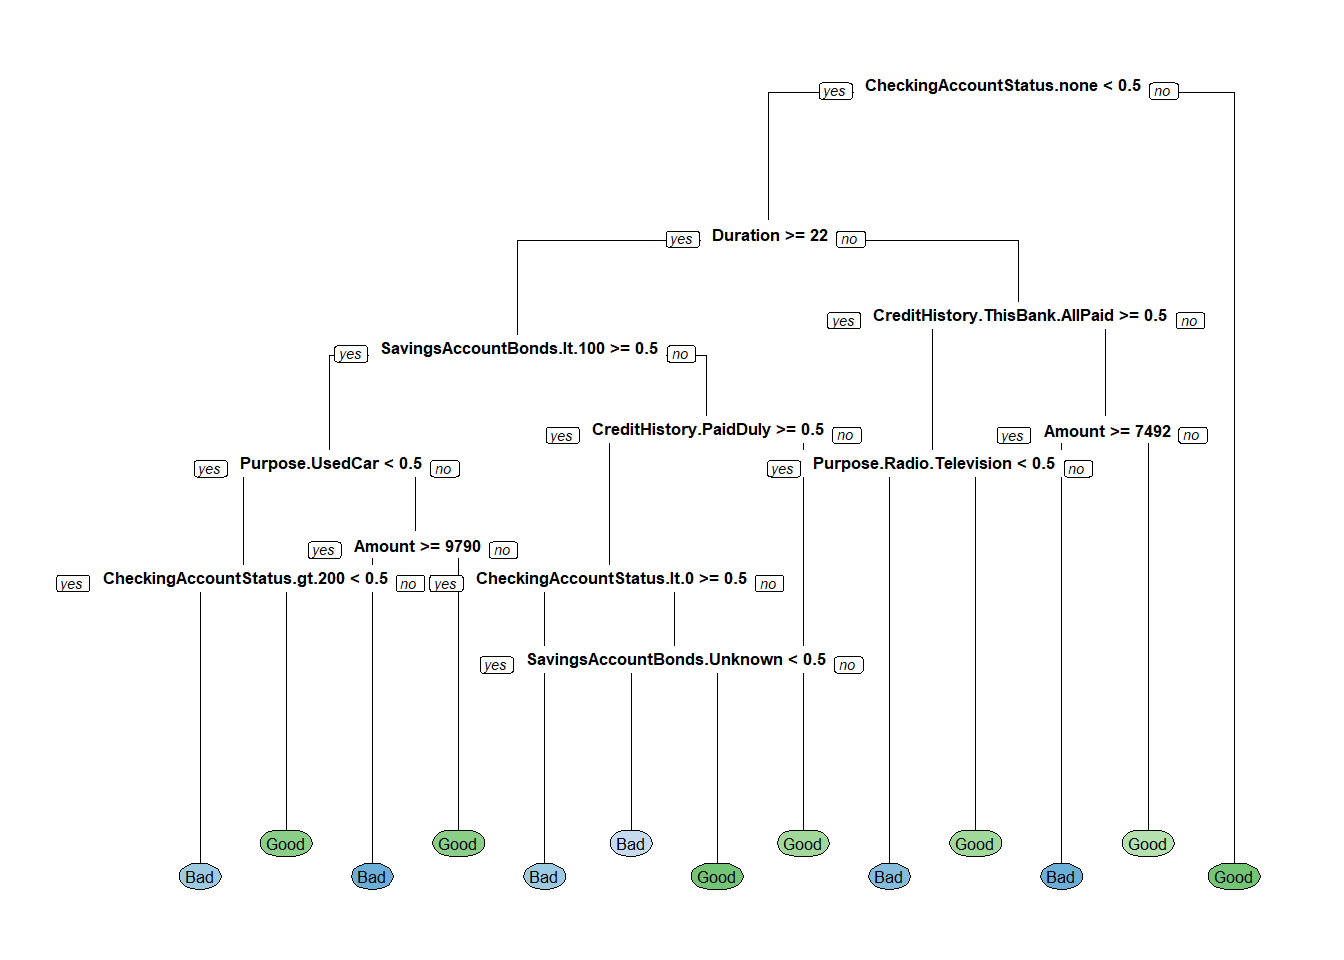 yes CheckingAccountStatus.none < 0.5 no
yes Duration >= 22 no
yes CreditHistory.ThisBank.AllPaid >= 0.5 no
yes SavingsAccountBonds.lt.100 >= 0.5 no
yes CreditHistory.PaidDuly >= 0.5 no
yes Amount >= 7492 no
yes Purpose.UsedCar < 0.5 no
yes Purpose.Radio.Television < 0.5 no
yes Amount >= 9790 no
yes CheckingAccountStatus.gt.200 < 0.5 no
yes CheckingAccountStatus.lt.0 >= 0.5 no
yes SavingsAccountBonds.Unknown < 0.5 no
Good Good Bad Good Good Good
Bad Bad Bad Good Bad Bad Good